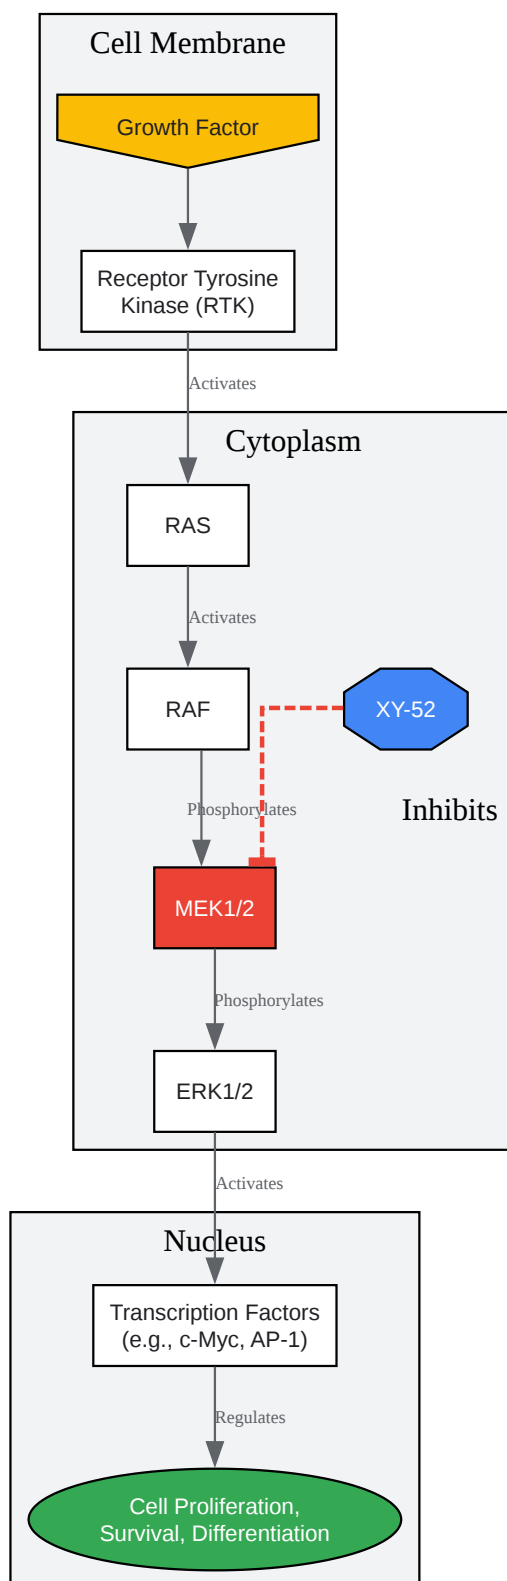 Cell Membrane
Growth Factor
Receptor Tyrosine
Kinase (RTK)
Activates
Cytoplasm
RAS
Activates
RAF
XY-52
Phosphorylates
Inhibits
MEK1/2
Phosphorylates
ERK1/2
Activates
Nucleus
Transcription Factors
(e.g., c-Myc, AP-1)
Regulates
Cell Proliferation,
Survival, Differentiation